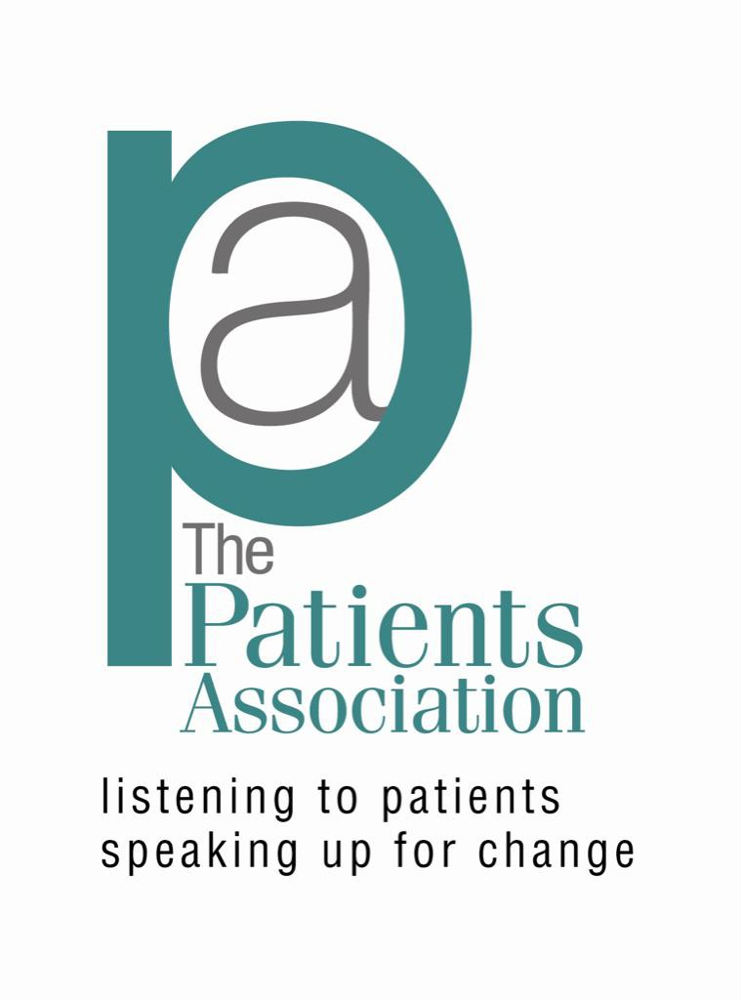 pa
The
Patients
Association
listening to patients
speaking up for change